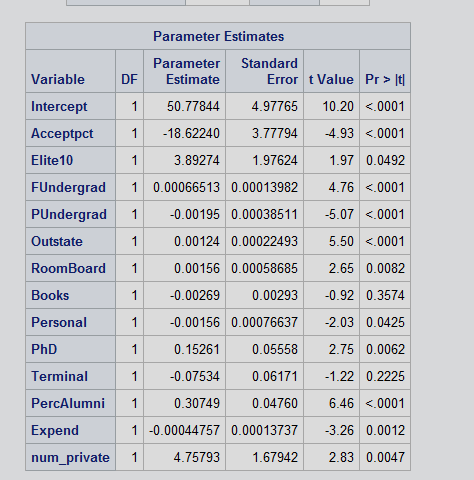 Parameter Estimates
Variable DF Parameter Estimate Standard Error t Value Pr > |t|
Intercept 1 50.77844 4.97765 10.20 <.0001
Acceptpct 1 -18.62240 3.77794 -4.93 <.0001
Elite10 1 3.89274 1.97624 1.97 0.0492
FUndergrad 1 0.00066513 0.00013982 4.76 <.0001
PUndergrad 1 -0.00195 0.00038511 -5.07 <.0001
Outstate 1 0.00124 0.00022493 5.50 <.0001
RoomBoard 1 0.00156 0.00058685 2.65 0.0082
Books 1 -0.00269 0.00293 -0.92 0.3574
Personal 1 -0.00156 0.00076637 -2.03 0.0425
PhD 1 0.15261 0.05558 2.75 0.0062
Terminal 1 -0.07534 0.06171 -1.22 0.2225
PercAlumni 1 0.30749 0.04760 6.46 <.0001
Expend 1 -0.00044757 0.00013737 -3.26 0.0012
num_private 1 4.75793 1.67942 2.83 0.0047